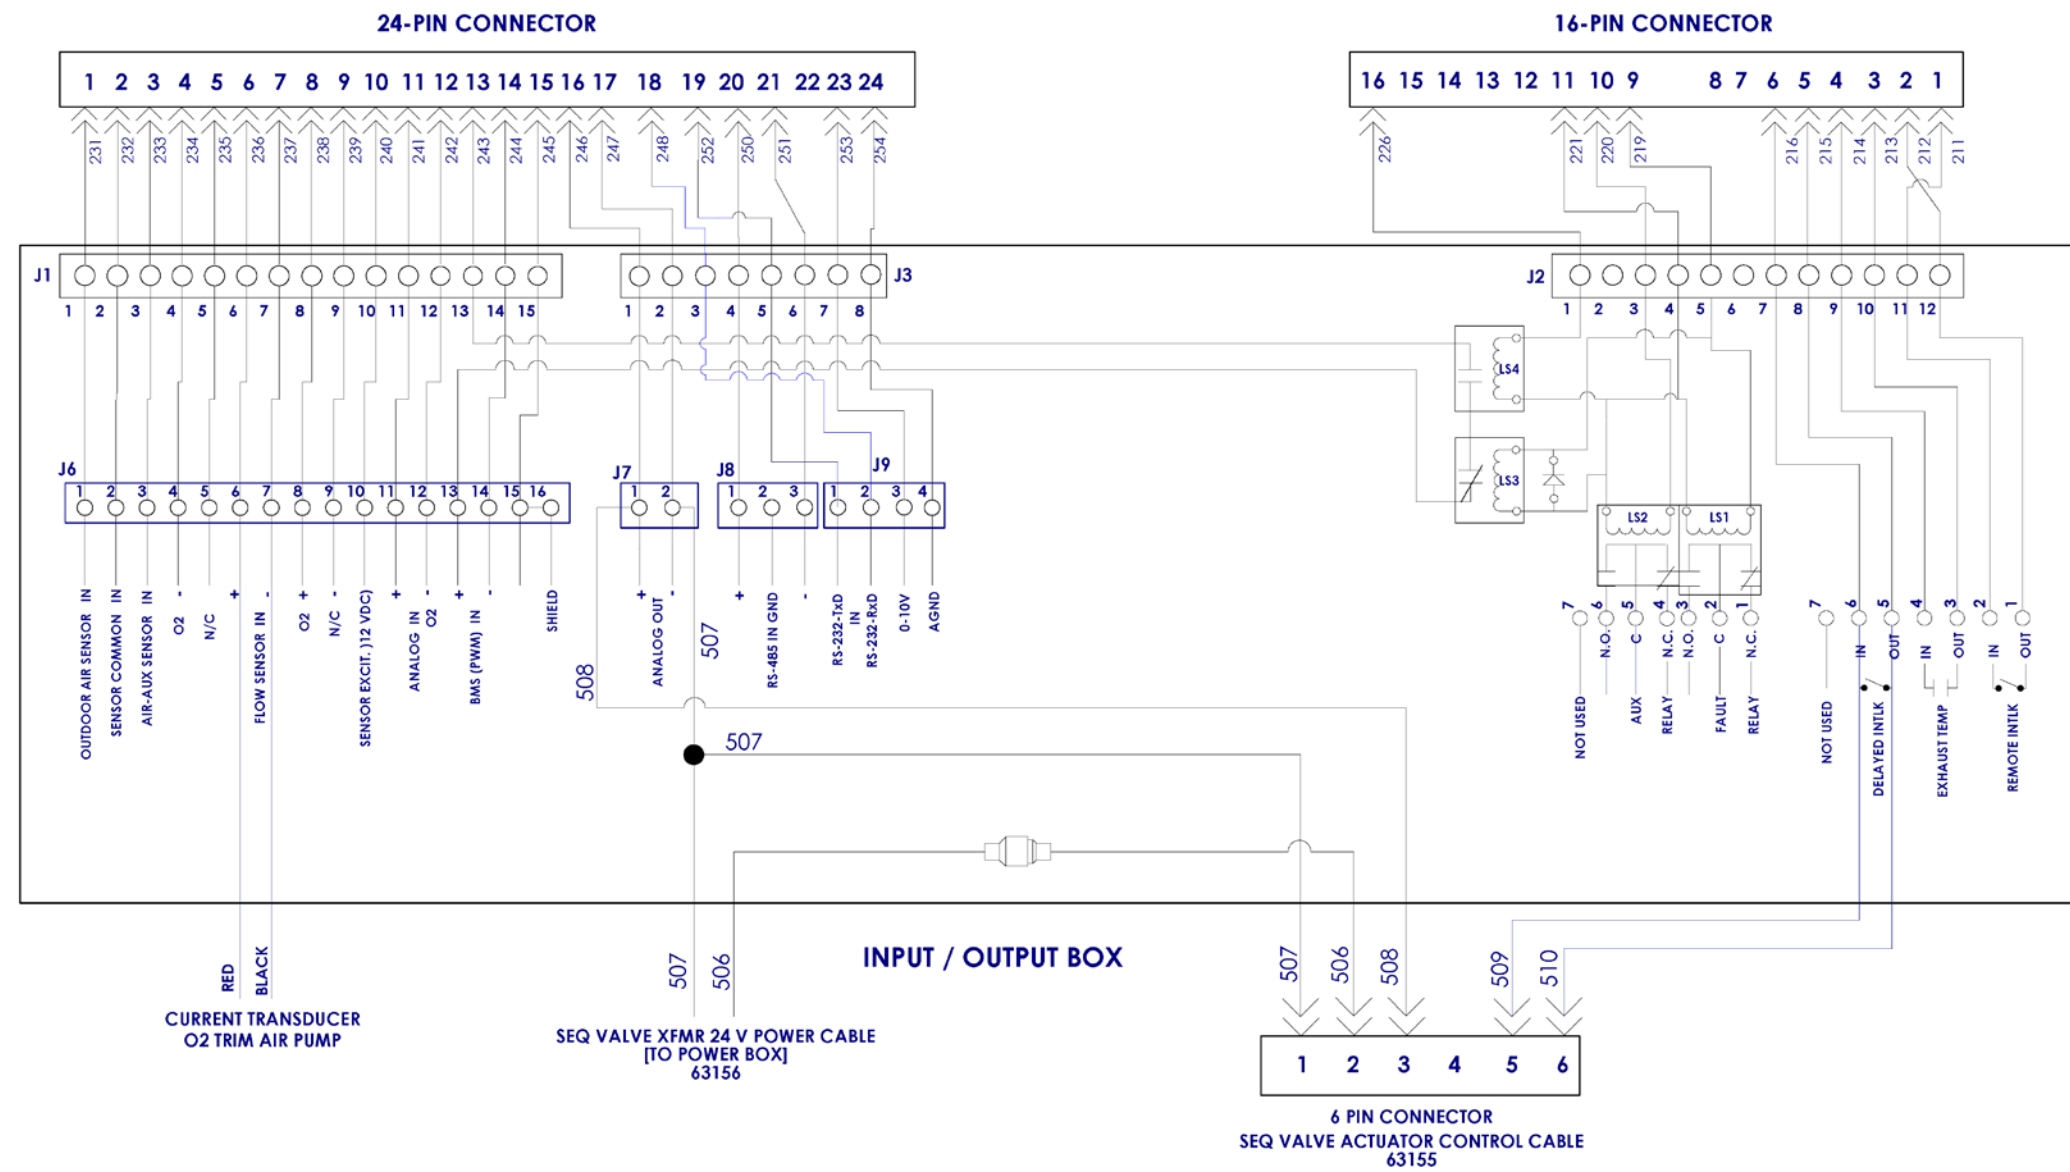 24-PIN CONNECTOR
16-PIN CONNECTOR
1 2 3 4 5 6 7 8 9 10 11 12 13 14 15 16 17 18 19 20 21 22 23 24
16 15 14 13 12 11 10 9 8 7 6 5 4 3 2 1
231 232 233 234 235 236 237 238 239 240 241 242 243 244 245 246 247 248 252 250 251 253 254
226 221 220 219 216 215 214 213 212 211
J1
J3
J2
1 2 3 4 5 6 7 8 9 10 11 12 13 14 15
1 2 3 4 5 6 7 8
1 2 3 4 5 6 7 8 9 10 11 12
LS4
LS3
J6
J7
J8
J9
1 2 3 4 5 6 7 8 9 10 11 12 13 14 15 16
1 2
1 2 3
1 2 3 4
LS2
LS1
OUTDOOR AIR SENSOR IN
SENSOR COMMON IN
AIR-AUX SENSOR IN
O2 -
N/C
+
FLOW SENSOR IN -
O2 +
N/C -
SENSOR EXCIT. )12 VDC)
+
ANALOG IN
- O2
+
BMS (PWM) IN -
SHIELD
+
ANALOG OUT -
507
508
+
RS-485 IN GND
-
RS-232-TxD
IN
RS-232-RxD
0-10V
AGND
7 6 5 4 3 2 1
N.O. C N.C. N.O. C N.C.
NOT USED
AUX
RELAY
FAULT
RELAY
7 6 5 4 3 2 1
IN OUT IN OUT IN OUT
NOT USED
DELAYED INTLK
EXHAUST TEMP
REMOTE INTLK
507
RED
BLACK
CURRENT TRANSDUCER
O2 TRIM AIR PUMP
507
506
SEQ VALVE XFMR 24 V POWER CABLE
[TO POWER BOX]
63156
INPUT / OUTPUT BOX
507 506 508 509 510
1 2 3 4 5 6
6 PIN CONNECTOR
SEQ VALVE ACTUATOR CONTROL CABLE
63155